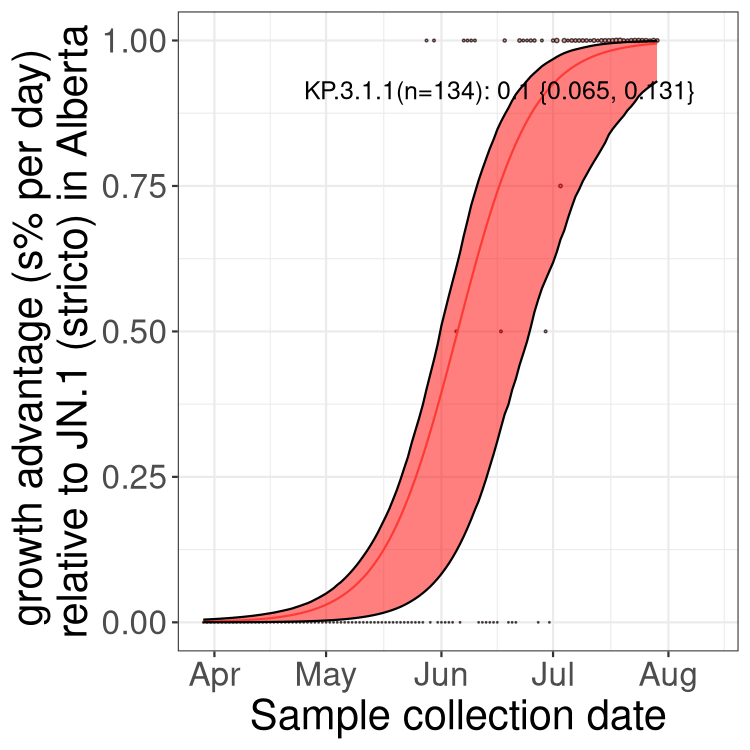 growth advantage (s% per day)
relative to JN.1 (stricto) in Alberta
1.00
0.75
0.50
0.25
0.00
KP.3.1.1(n=134): 0.1 {0.065, 0.131}
Apr May Jun Jul Aug
Sample collection date